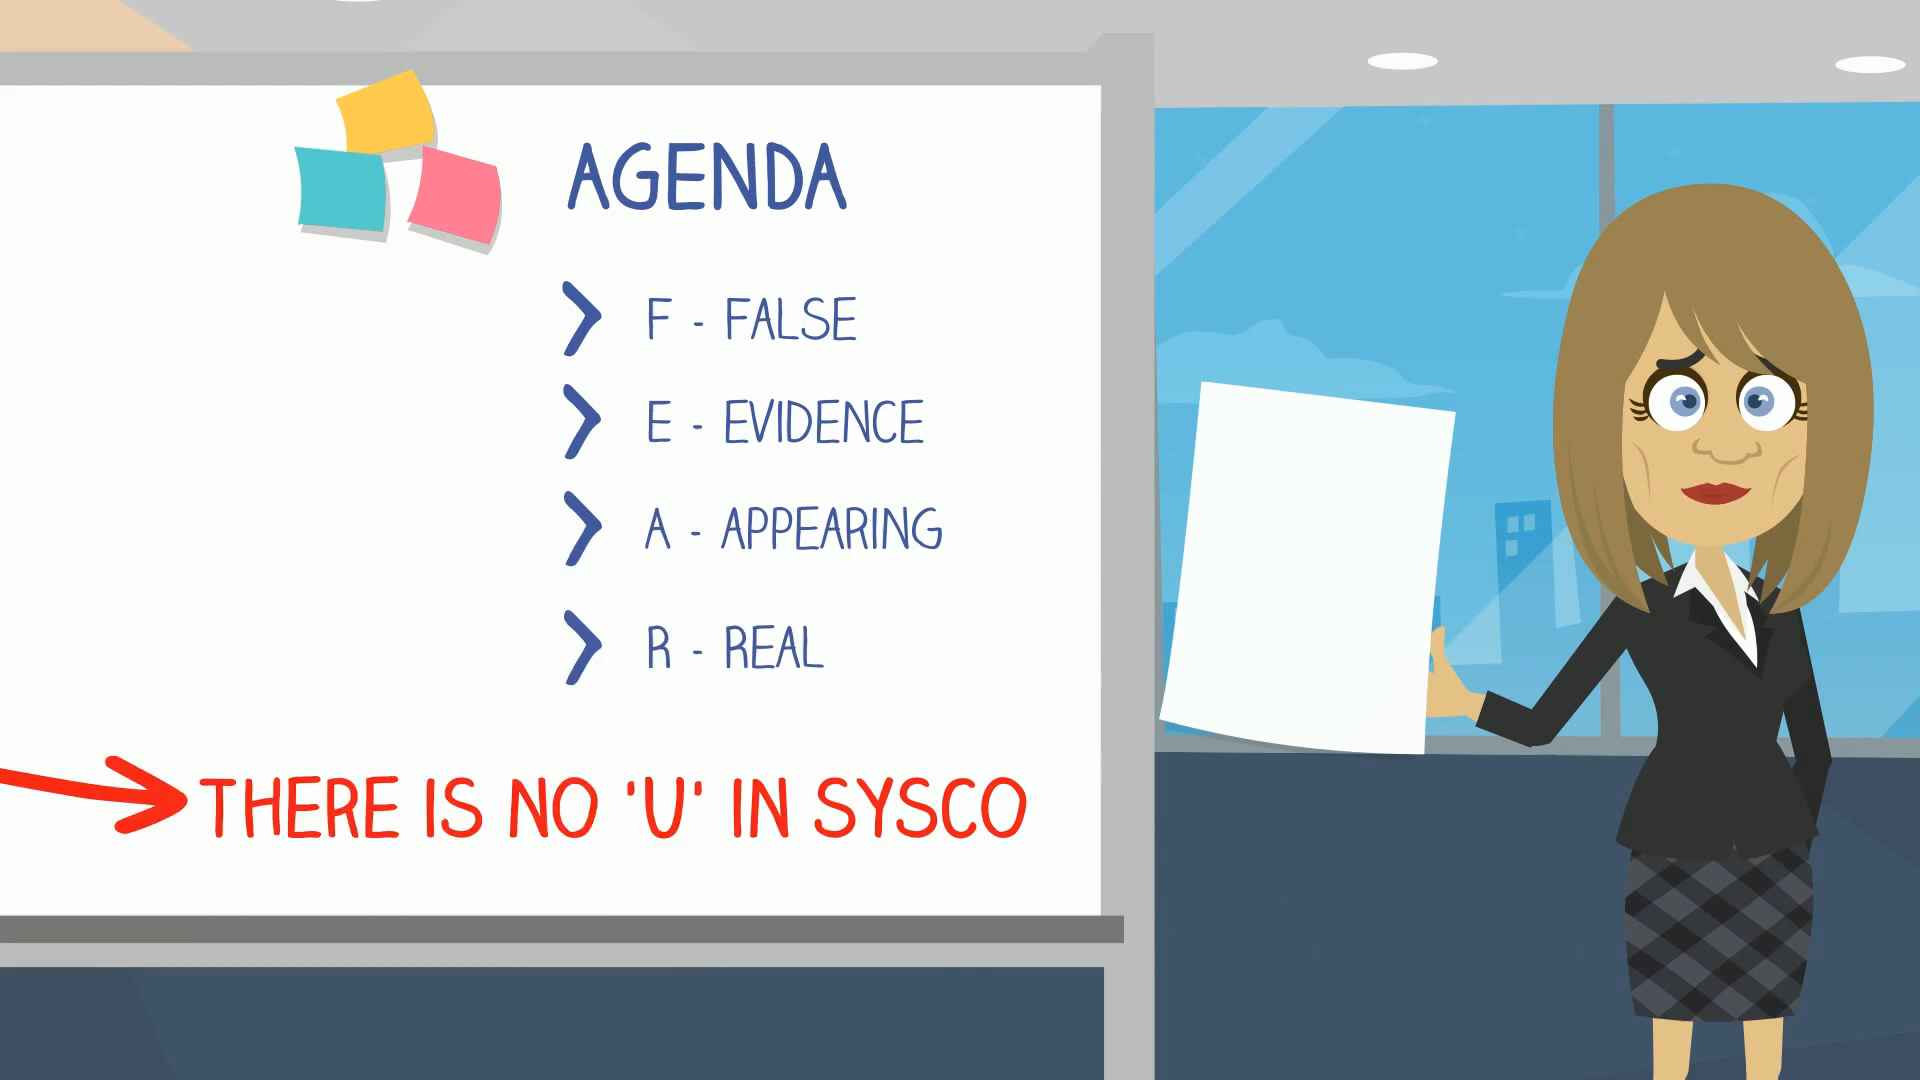 AGENDA
F - FALSE
E - EVIDENCE
A - APPEARING
R - REAL
THERE IS NO 'U' IN SYSCO